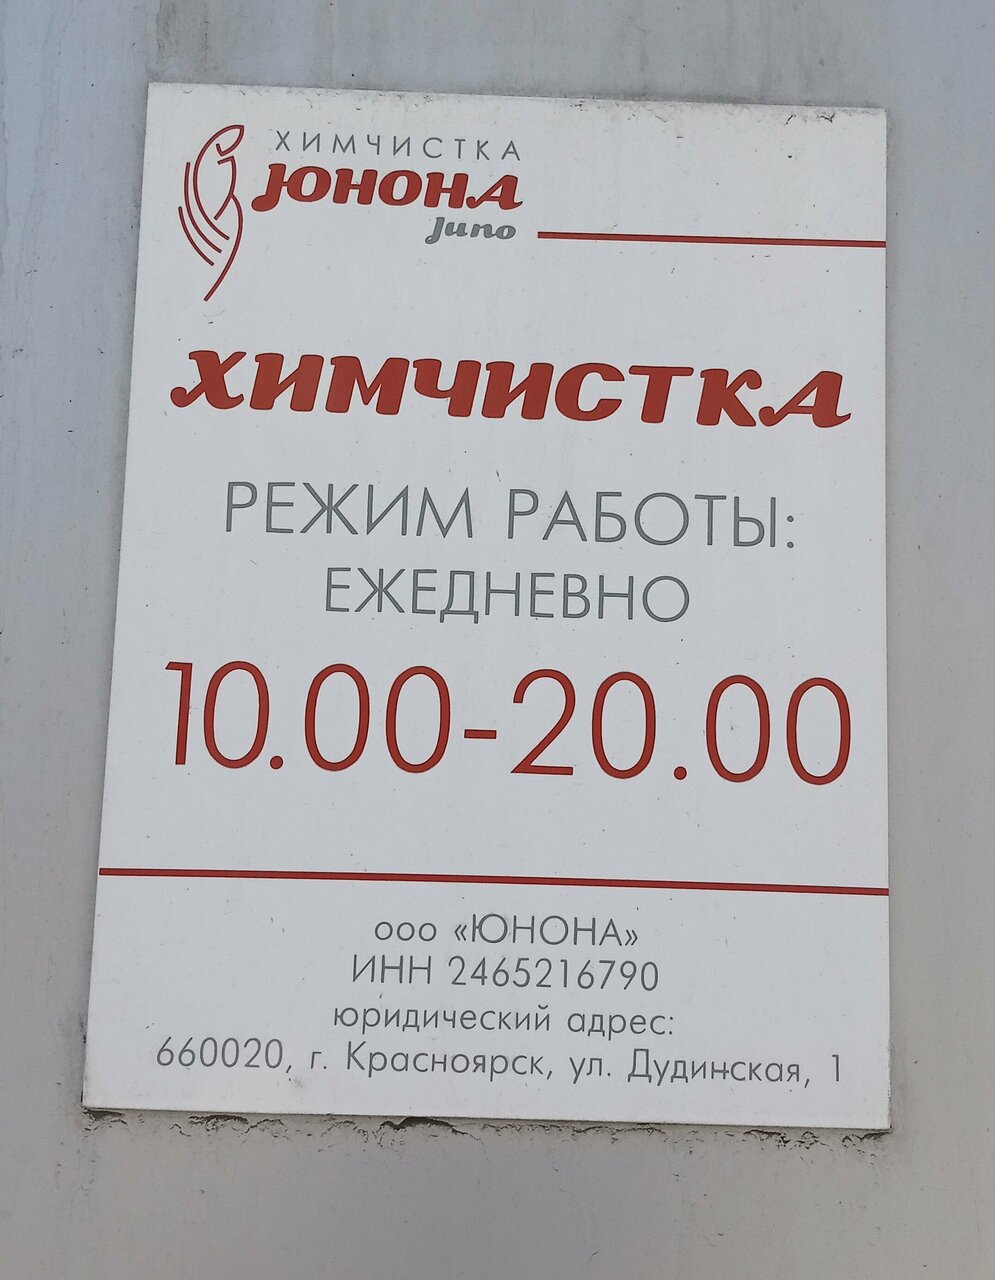 ХИМЧИСТКА
ЮНОНА
Juno
ХИМЧИСТКА
РЕЖИМ РАБОТЫ:
ЕЖЕДНЕВНО
10.00-20.00
ооо «ЮНОНА»
ИНН 2465216790
юридический адрес:
660020, г. Красноярск, ул. Дудинская, 1